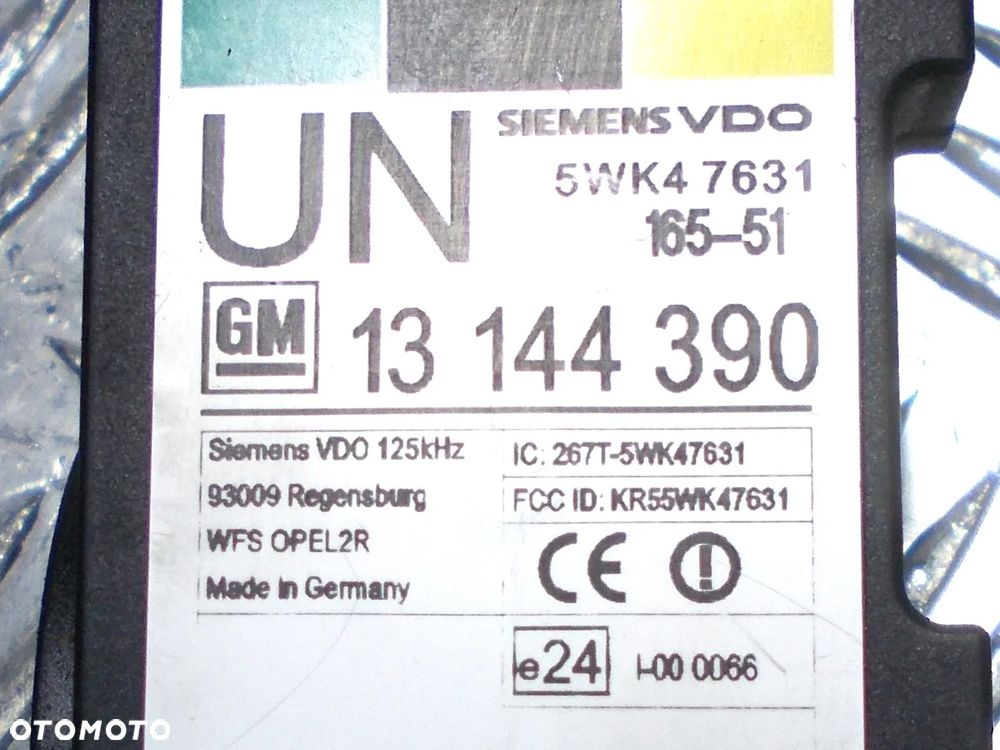 UN
SIEMENS VDO
5WK4 7631
165-51
GM 13 144 390
Siemens VDO 125kHz
93009 Regensburg
WFS OPEL2R
Made in Germany
IC: 267T-5WK47631
FCC ID: KR55WK47631
CE
e24 I-00 0066
OTOMOTO